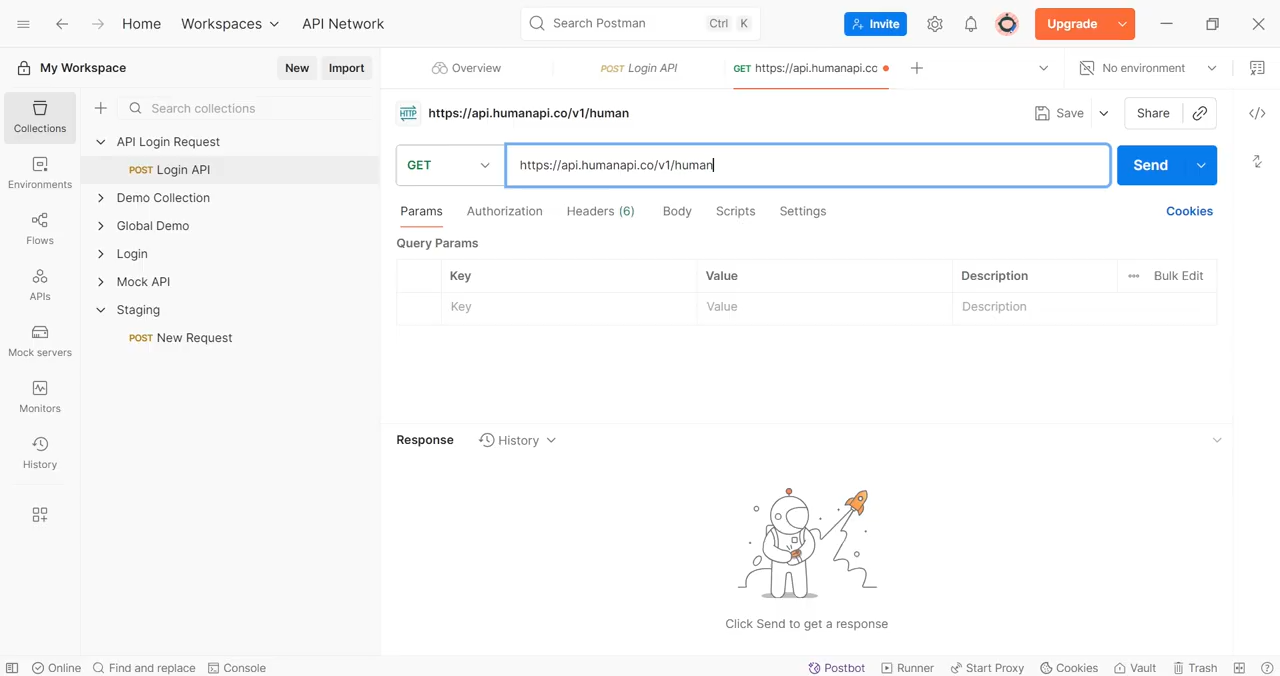 Home Workspaces API Network Search Postman Ctrl K Invite Upgrade
My Workspace New Import Overview POST Login API GET https://api.humanapi.co No environment
Collections Search collections
HTTP https://api.humanapi.co/v1/human Save Share
API Login Request
POST Login API
GET https://api.humanapi.co/v1/human Send
Environments
Demo Collection
Params Authorization Headers (6) Body Scripts Settings Cookies
Flows
Global Demo
Query Params
Login
Key Value Description Bulk Edit
APIs
Mock API
Key Value Description
Staging
Mock servers
POST New Request
Monitors
Response History
History
Click Send to get a response
Online Find and replace Console Postbot Runner Start Proxy Cookies Vault Trash